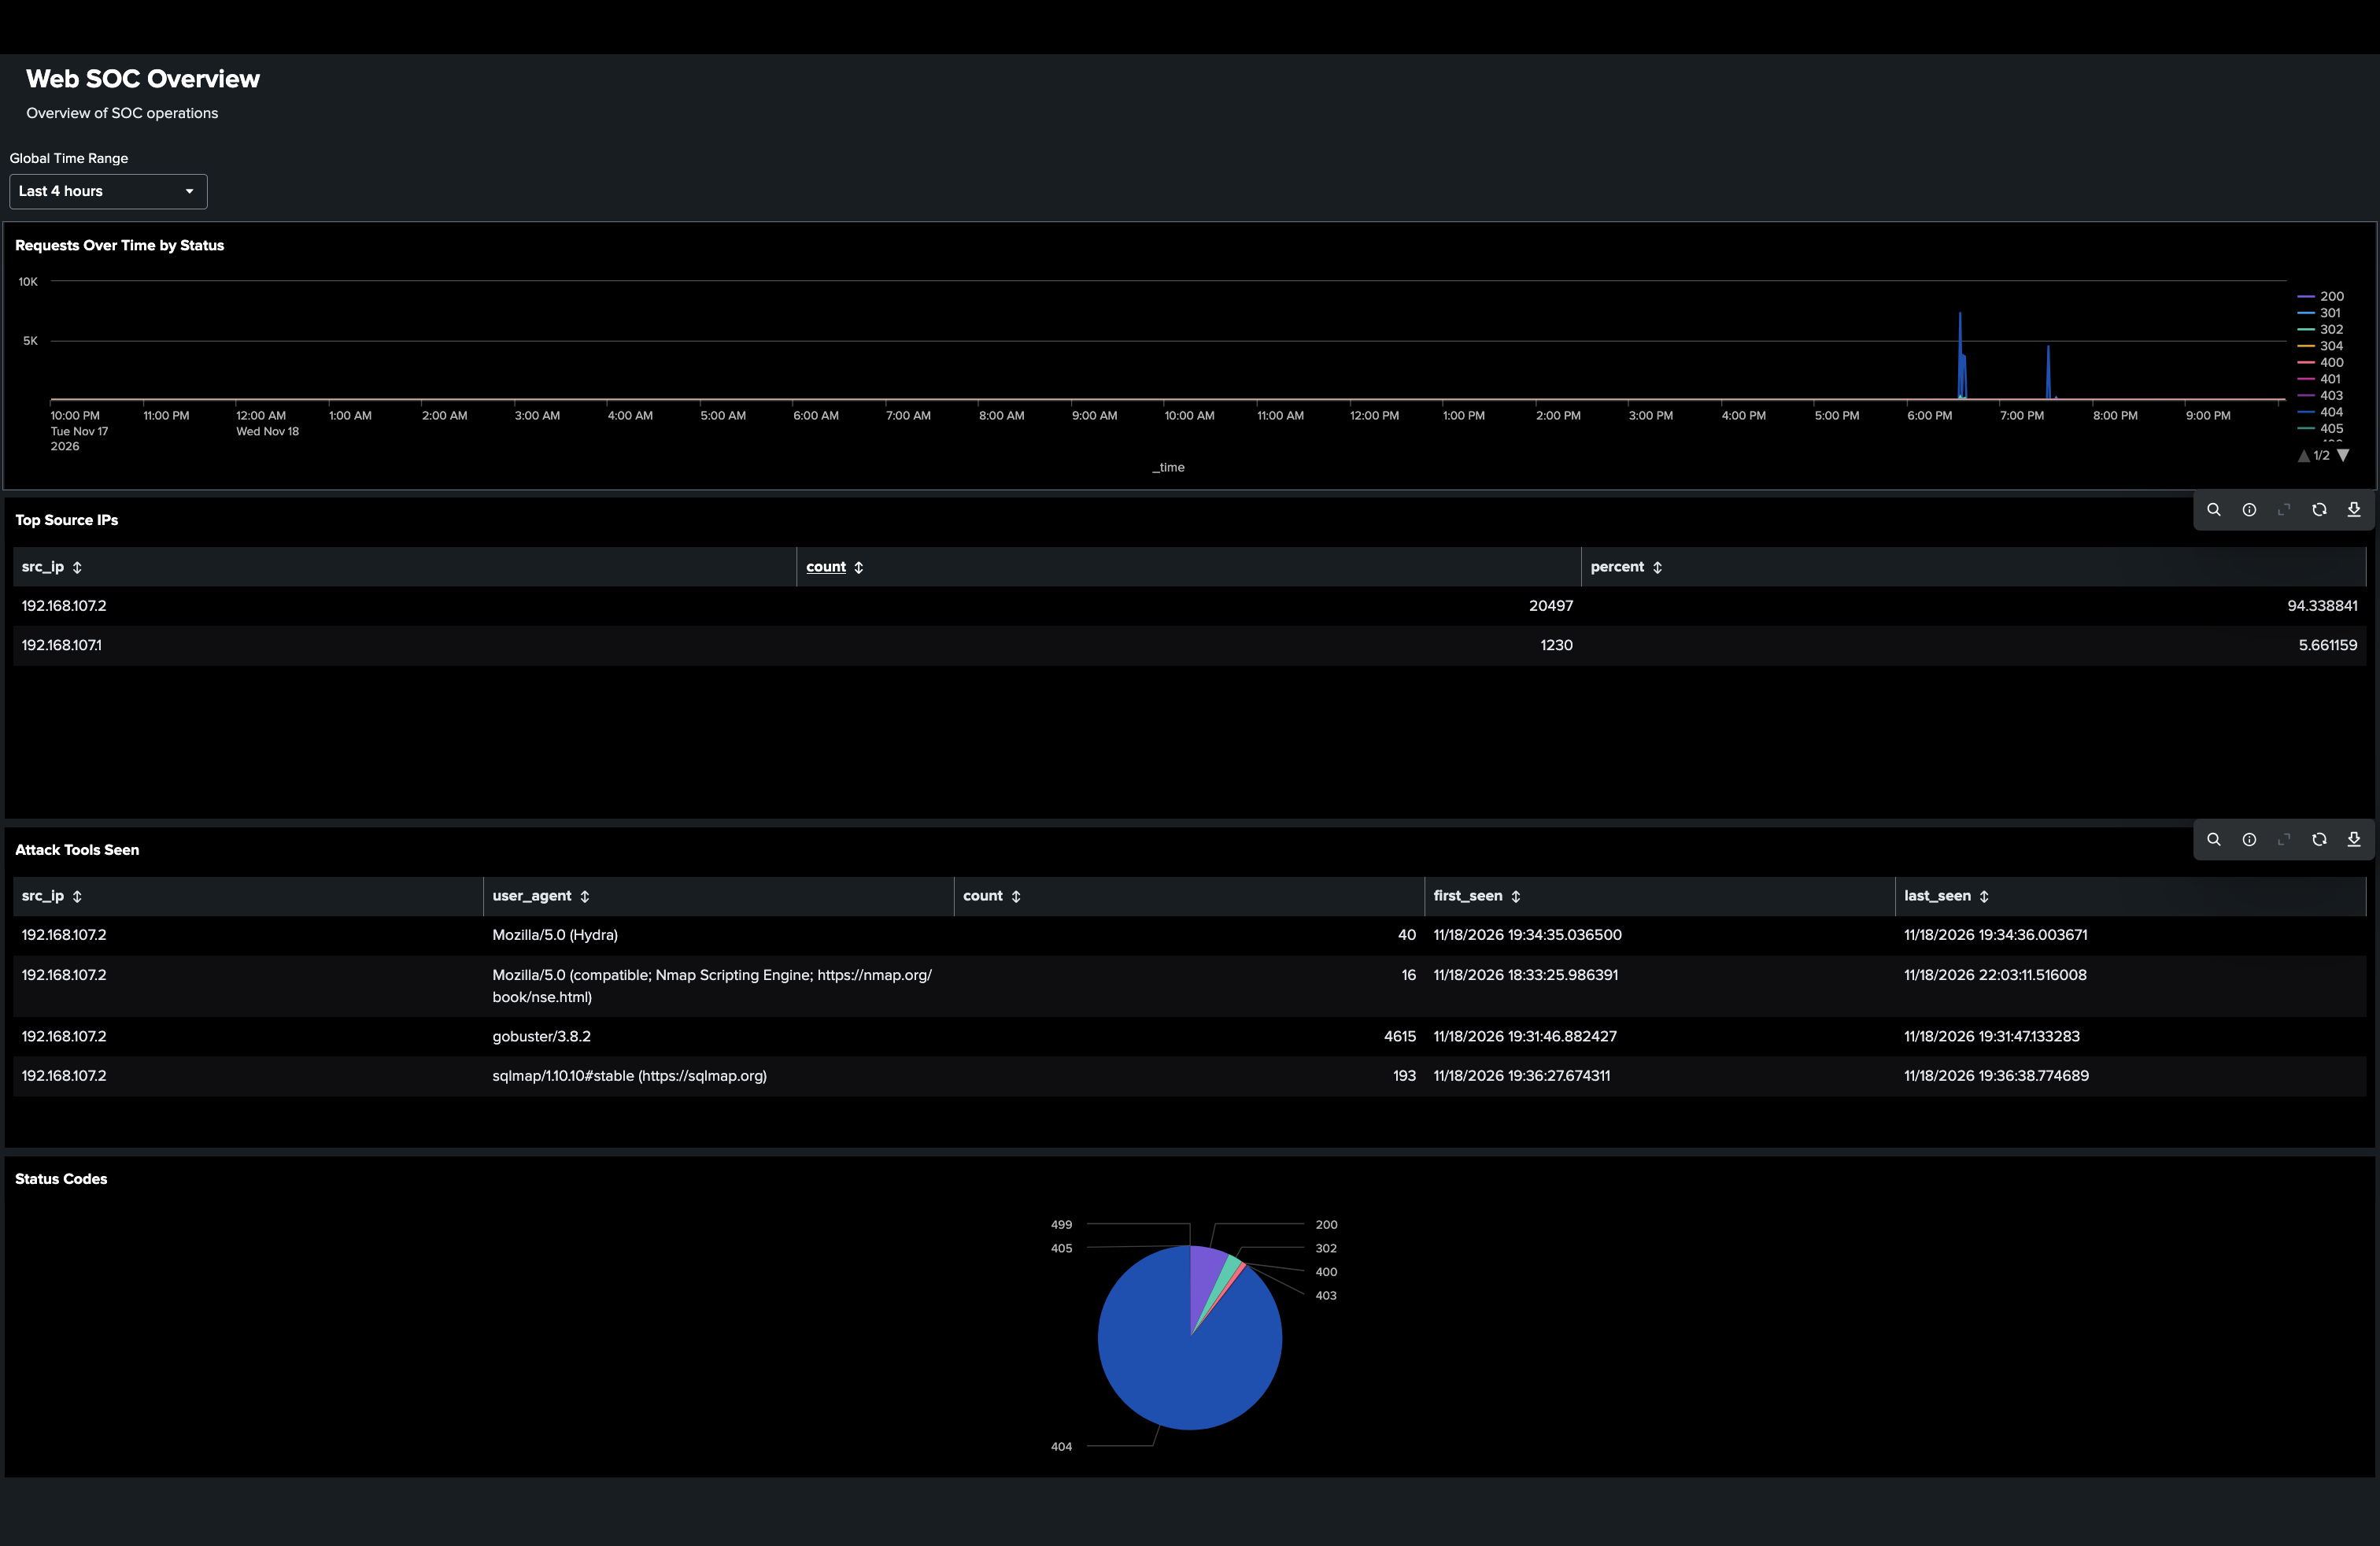 Web SOC Overview
Overview of SOC operations
Global Time Range
Last 4 hours
Requests Over Time by Status
10K
5K
10:00 PM 11:00 PM 12:00 AM 1:00 AM 2:00 AM 3:00 AM 4:00 AM 5:00 AM 6:00 AM 7:00 AM 8:00 AM 9:00 AM 10:00 AM 11:00 AM 12:00 PM 1:00 PM 2:00 PM 3:00 PM 4:00 PM 5:00 PM 6:00 PM 7:00 PM 8:00 PM 9:00 PM
Tue Nov 17 Wed Nov 18
2026
_time
200
301
302
304
400
401
403
404
405
1/2
Top Source IPs
src_ip count percent
192.168.107.2 20497 94.338841
192.168.107.1 1230 5.661159
Attack Tools Seen
src_ip user_agent count first_seen last_seen
192.168.107.2 Mozilla/5.0 (Hydra) 40 11/18/2026 19:34:35.036500 11/18/2026 19:34:36.003671
192.168.107.2 Mozilla/5.0 (compatible; Nmap Scripting Engine; https://nmap.org/ 16 11/18/2026 18:33:25.986391 11/18/2026 22:03:11.516008
book/nse.html)
192.168.107.2 gobuster/3.8.2 4615 11/18/2026 19:31:46.882427 11/18/2026 19:31:47.133283
192.168.107.2 sqlmap/1.10.10#stable (https://sqlmap.org) 193 11/18/2026 19:36:27.674311 11/18/2026 19:36:38.774689
Status Codes
499 200
405 302
400
403
404